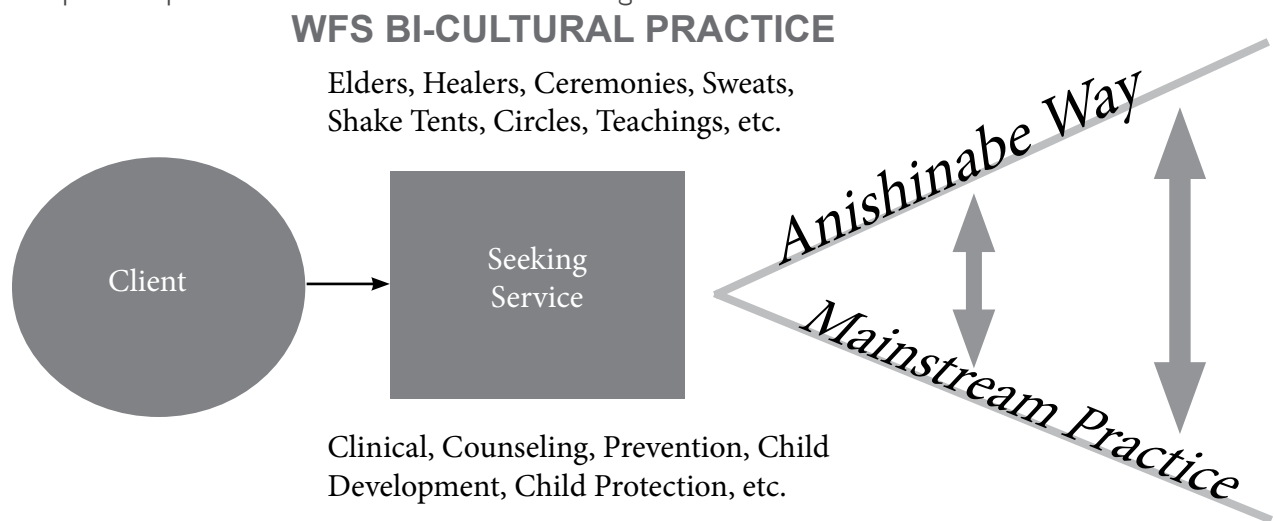 WFS BI-CULTURAL PRACTICE
Elders, Healers, Ceremonies, Sweats,
Shake Tents, Circles, Teachings, etc.
Client
Seeking
Service
Anishinabe Way
Mainstream Practice
Clinical, Counseling, Prevention, Child
Development, Child Protection, etc.